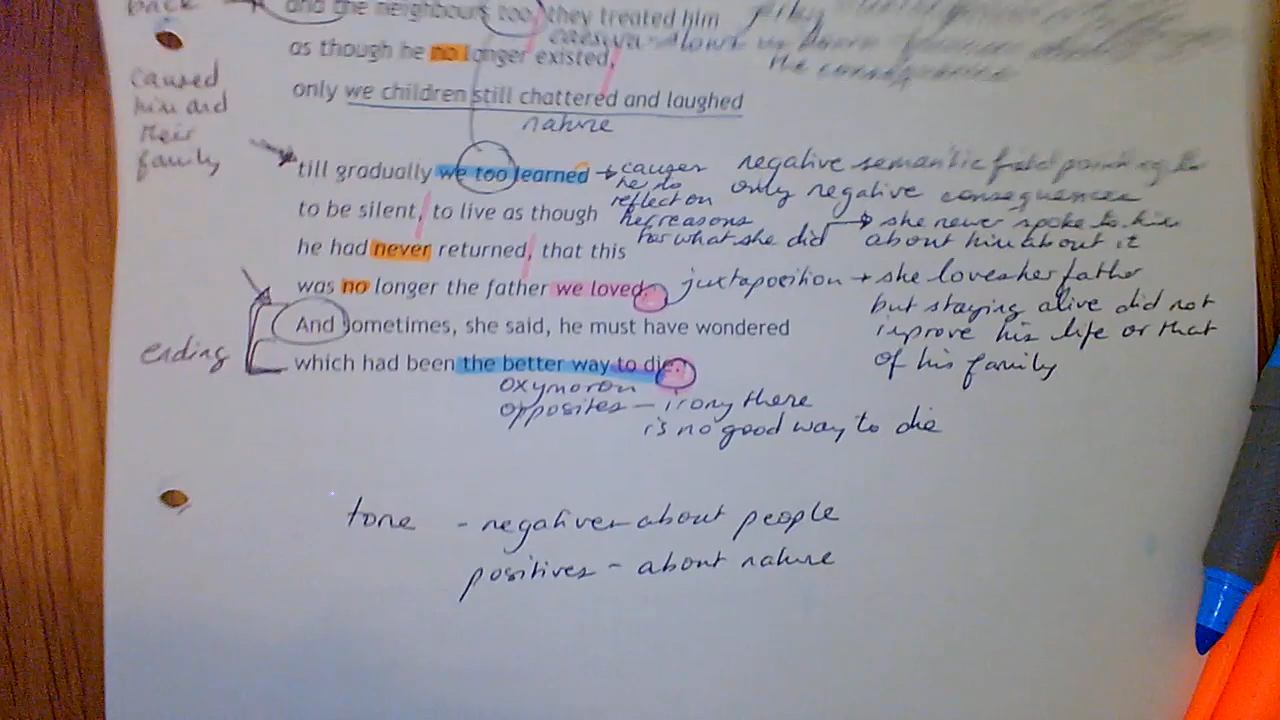 back
and the neighbours too, they treated him
as though he no longer existed,
only we children still chattered and laughed
nature
caused
him and
their
family
till gradually we too learned → causes
he to
reflect on
her reasons
for what she did
negative semantic field pointing to
only negative consequences
→ she never spoke to him
about him about it
to be silent, to live as though
he had never returned, that this
was no longer the father we loved.
juxtaposition → she loves her father
but staying alive did not
improve his life or that
of his family
ending
And sometimes, she said, he must have wondered
which had been the better way to die.
oxymoron
opposites - irony there
is no good way to die
tone - negatives about people
positives - about nature